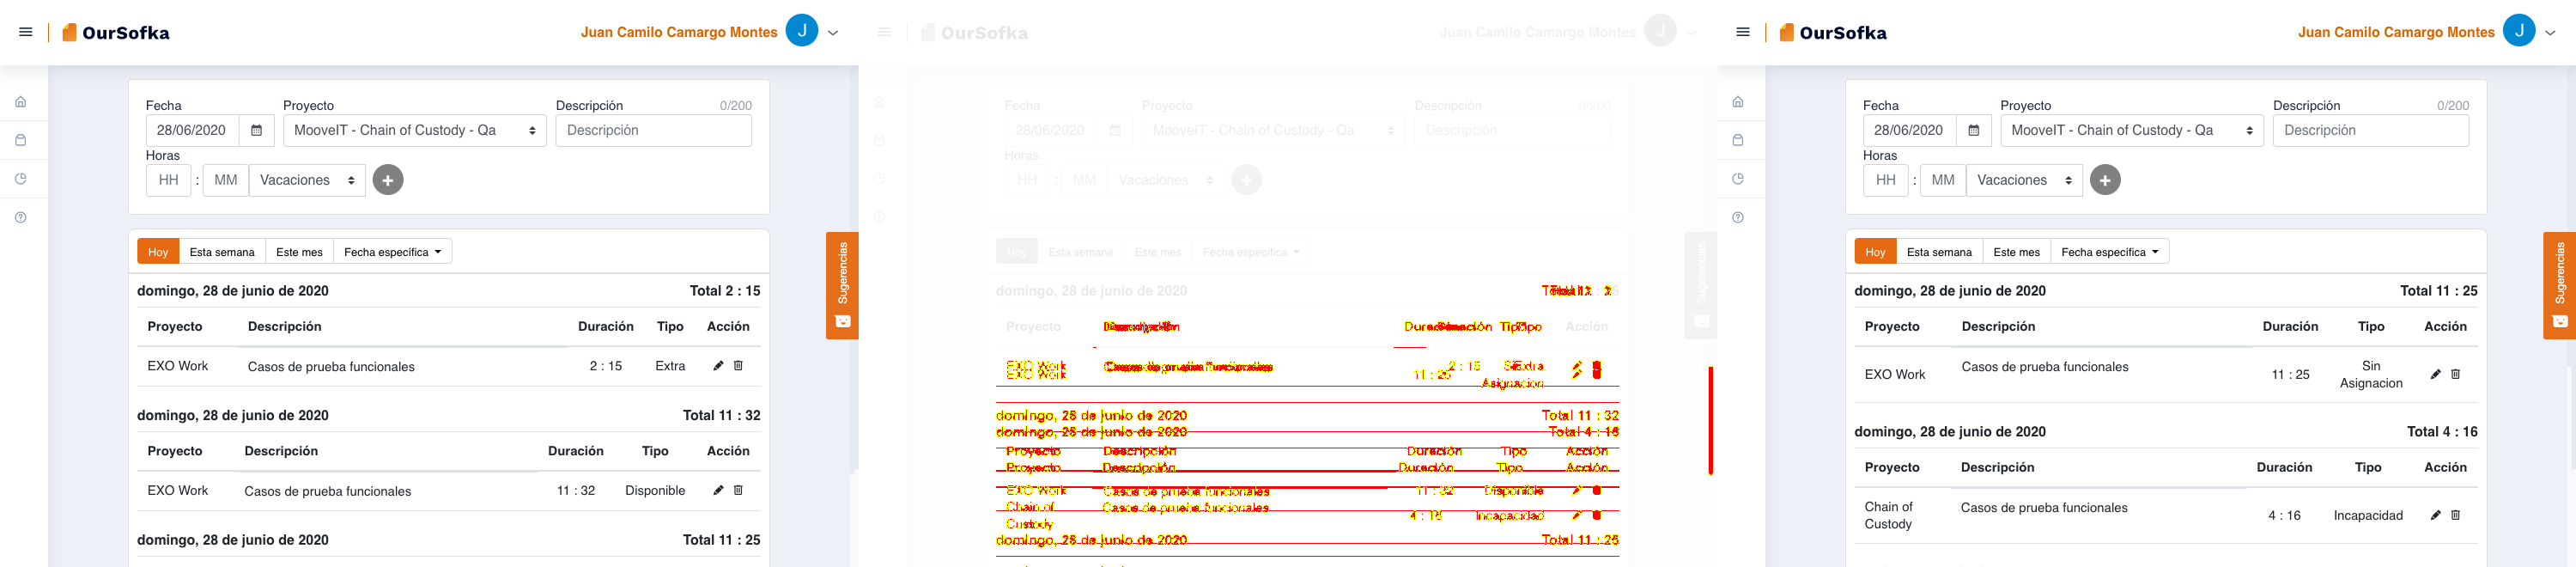 OurSofka
Juan Camilo Camargo Montes J
Fecha Proyecto Descripción 0/200
28/06/2020 MooveIT - Chain of Custody - Qa Descripción
Horas
HH : MM Vacaciones +
Hoy Esta semana Este mes Fecha específica
Sugerencias
domingo, 28 de junio de 2020 Total 2 : 15
Proyecto Descripción Duración Tipo Acción
EXO Work Casos de prueba funcionales 2 : 15 Extra
domingo, 28 de junio de 2020 Total 11 : 32
Proyecto Descripción Duración Tipo Acción
EXO Work Casos de prueba funcionales 11 : 32 Disponible
domingo, 28 de junio de 2020 Total 11 : 25
OurSofka
Juan Camilo Camargo Montes J
Fecha Proyecto Descripción 0/200
28/06/2020 MooveIT - Chain of Custody - Qa Descripción
Horas
HH : MM Vacaciones +
Hoy Esta semana Este mes Fecha específica
Sugerencias
domingo, 28 de junio de 2020
Proyecto Acción
EXO Work Casos de prueba funcionales 2 : 15
EXO Work 11 : 25
Asignacion
domingo, 28 de junio de 2020 Total 11 : 32
domingo, 28 de junio de 2020 Total 4 : 16
Proyecto Descripción Duración Tipo Acción
Proyecto Descripción Duración Tipo Acción
EXO Work Casos de prueba funcionales 11 : 32 Disponible
Chain of Casos de prueba funcionales
Custody 4 : 16 Incapacidad
domingo, 28 de junio de 2020 Total 11 : 25
OurSofka
Juan Camilo Camargo Montes J
Fecha Proyecto Descripción 0/200
28/06/2020 MooveIT - Chain of Custody - Qa Descripción
Horas
HH : MM Vacaciones +
Hoy Esta semana Este mes Fecha específica
Sugerencias
domingo, 28 de junio de 2020 Total 11 : 25
Proyecto Descripción Duración Tipo Acción
EXO Work Casos de prueba funcionales 11 : 25 Sin
Asignacion
domingo, 28 de junio de 2020 Total 4 : 16
Proyecto Descripción Duración Tipo Acción
Chain of Casos de prueba funcionales
Custody 4 : 16 Incapacidad